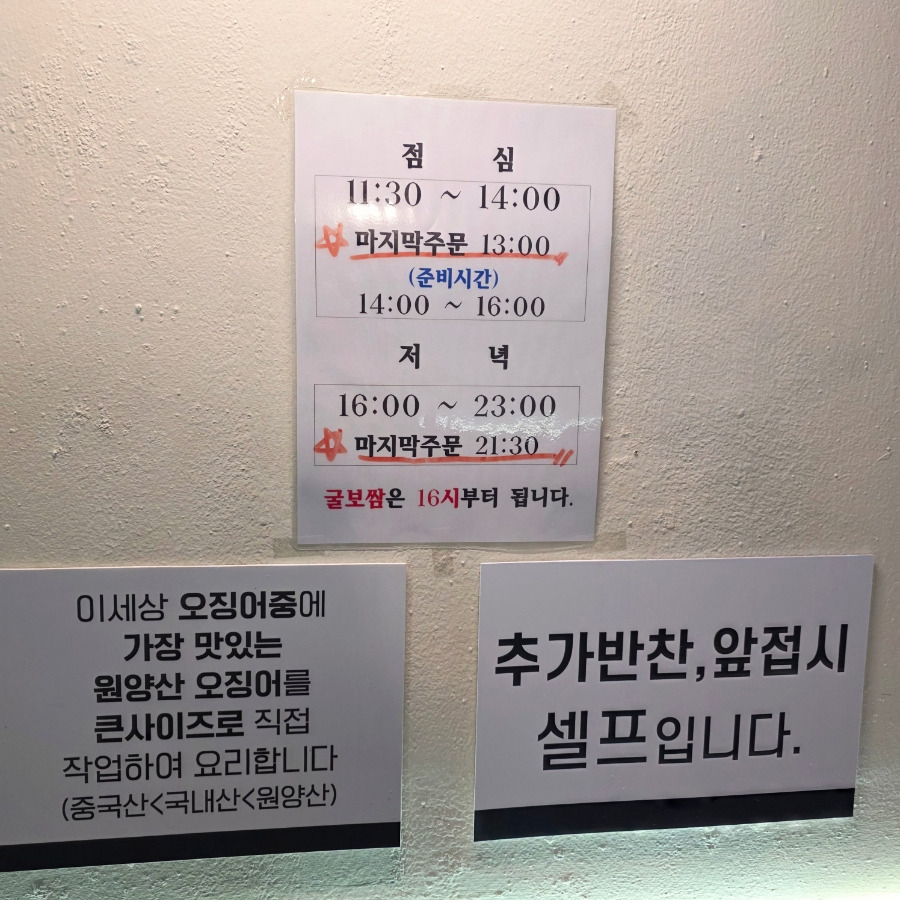 점 심
11:30 ~ 14:00
마지막주문 13:00
(준비시간)
14:00 ~ 16:00
저 녁
16:00 ~ 23:00
마지막주문 21:30
굴보쌈은 16시부터 됩니다.
이세상 오징어중에
가장 맛있는
원양산 오징어를
큰사이즈로 직접
작업하여 요리합니다
(중국산<국내산<원양산)
추가반찬,앞접시
셀프입니다.